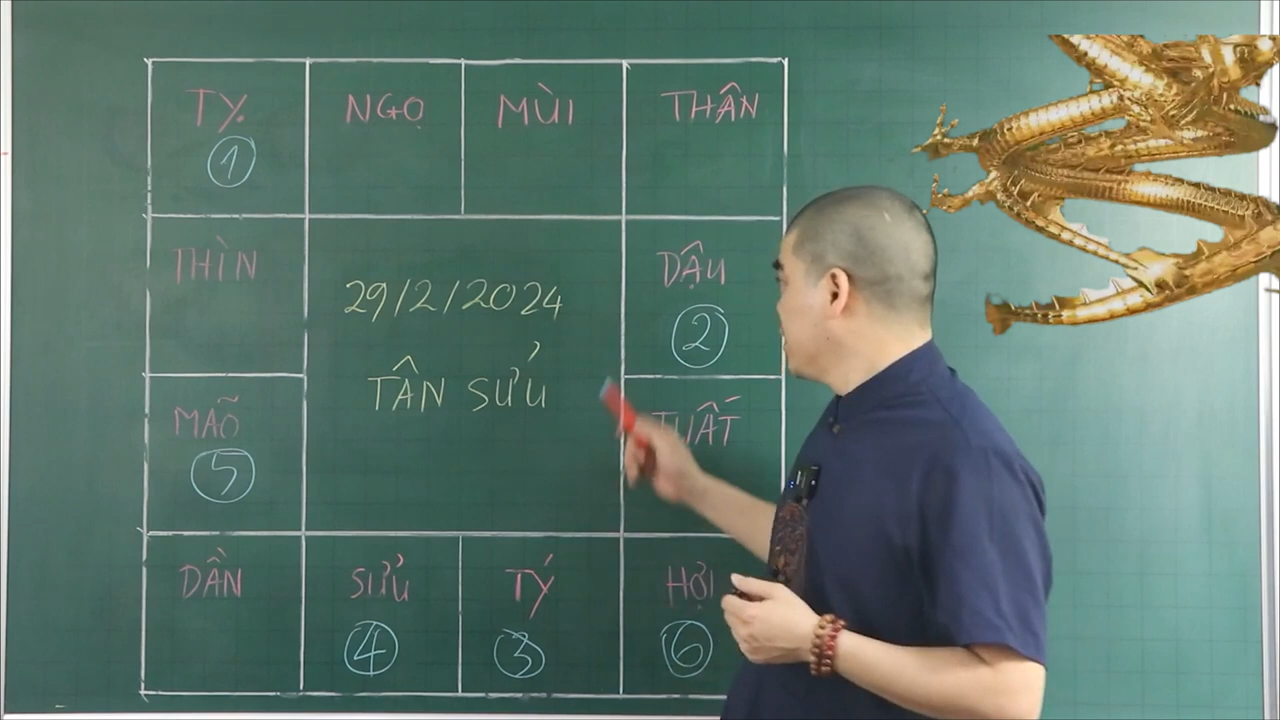 TỴ
NGỌ
MÙI
THÂN
1
THÌN
DẬU
2
29/2/2024
TÂN SỬU
MÃO
5
TUẤT
DẦN
SỬU
4
TÝ
3
HỢI
6